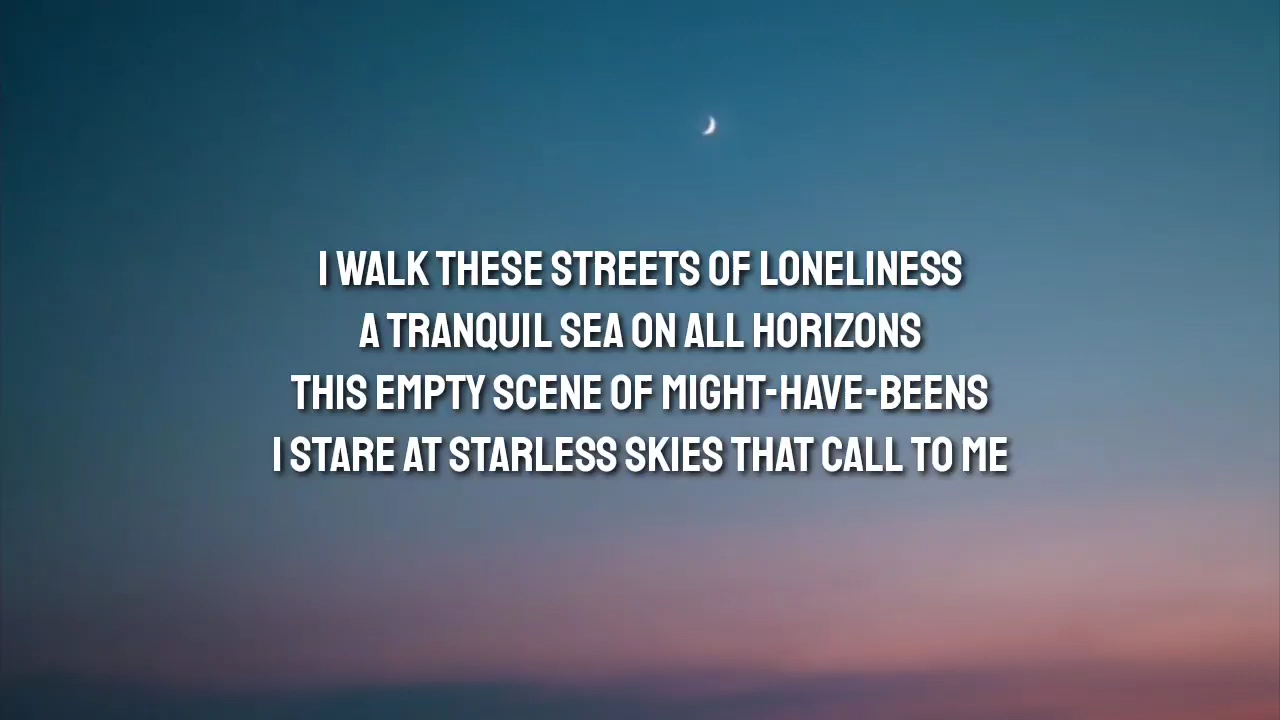 I WALK THESE STREETS OF LONELINESS
A TRANQUIL SEA ON ALL HORIZONS
THIS EMPTY SCENE OF MIGHT-HAVE-BEENS
I STARE AT STARLESS SKIES THAT CALL TO ME